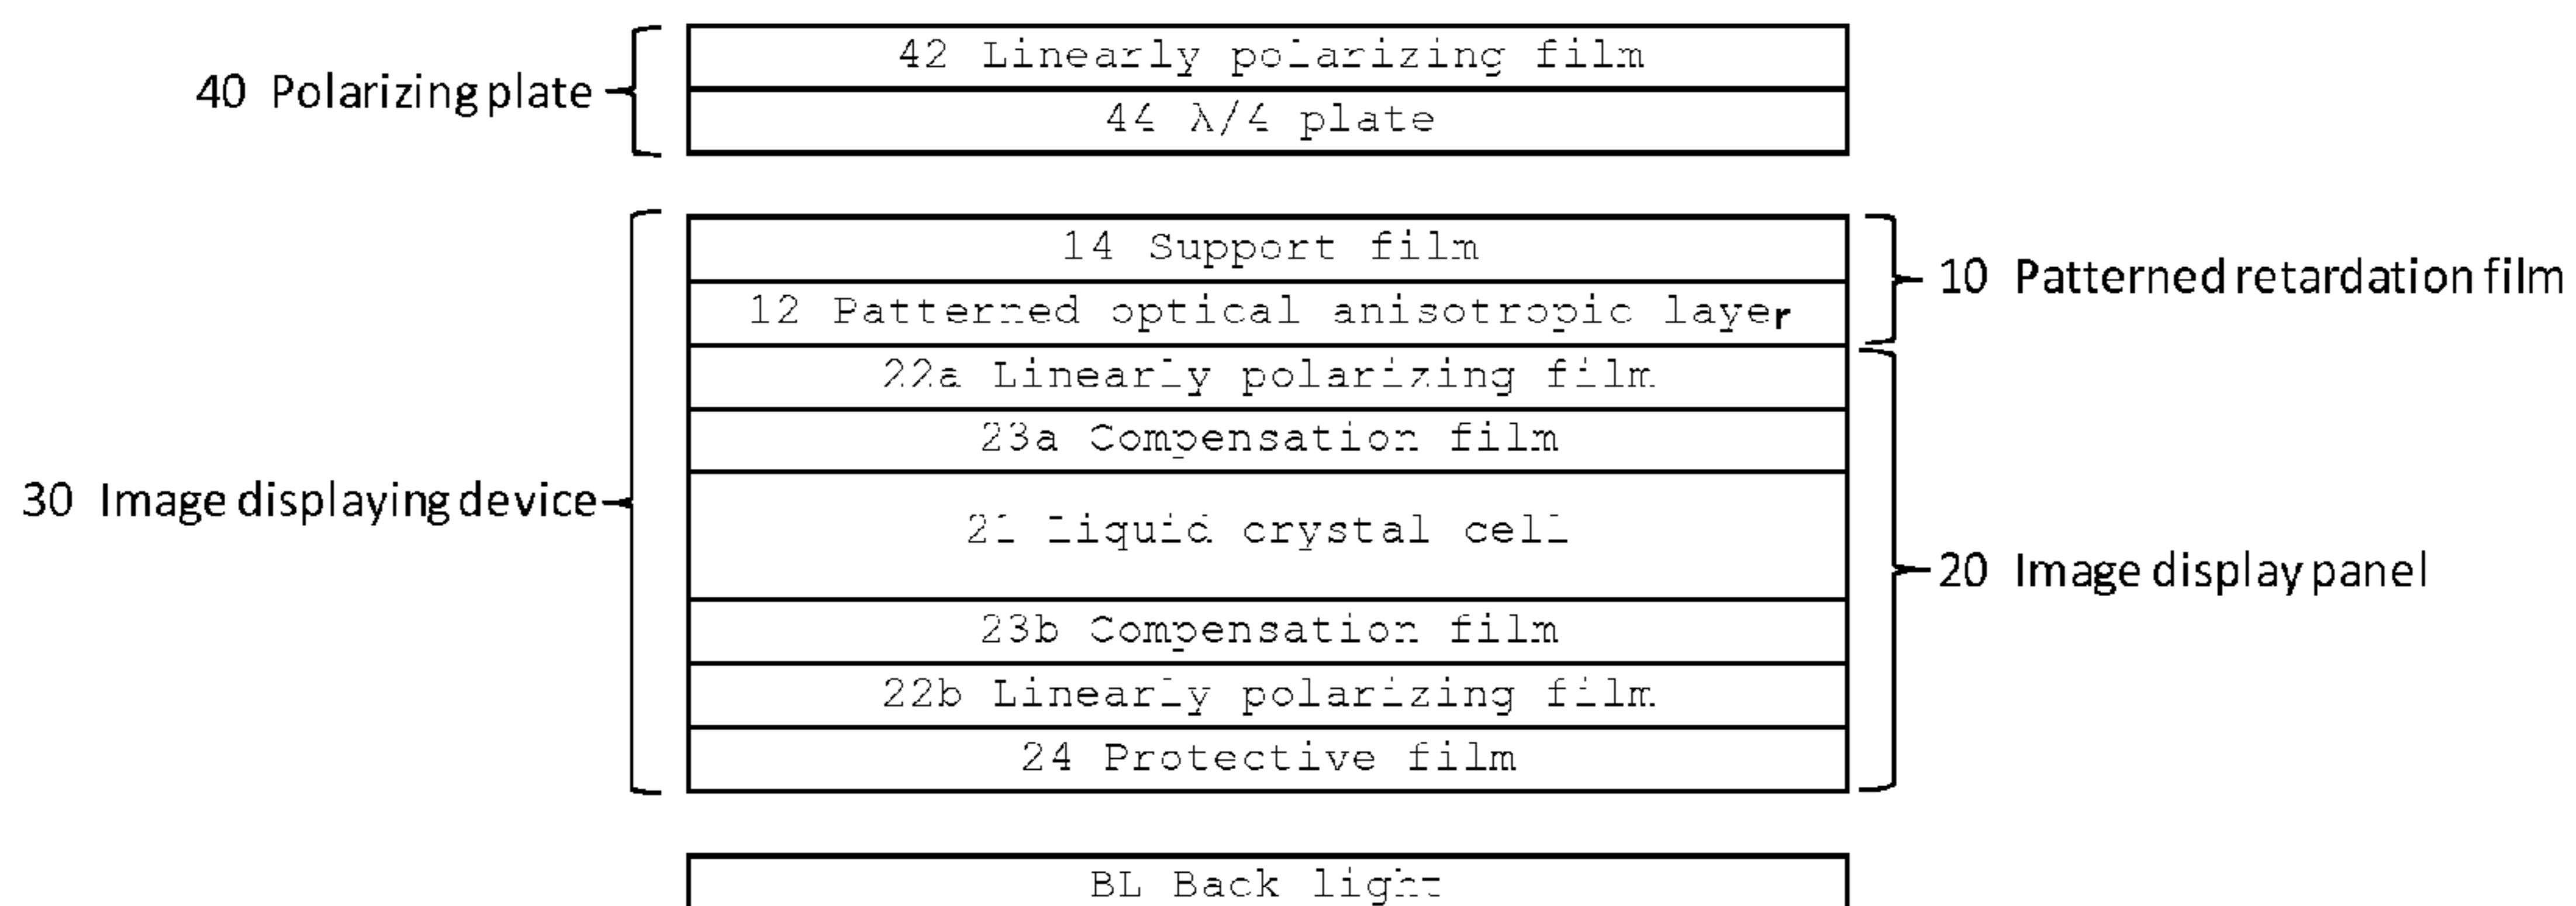 42 Linearly polarizing film
40 Polarizing plate
44 λ/4 plate
14 Support film
10 Patterned retardation film
12 Patterned optical anisotropic layer
22a Linearly polarizing film
23a Compensation film
30 Image displaying device
21 Liquid crystal cell
20 Image display panel
23b Compensation film
22b Linearly polarizing film
24 Protective film
BL Back light